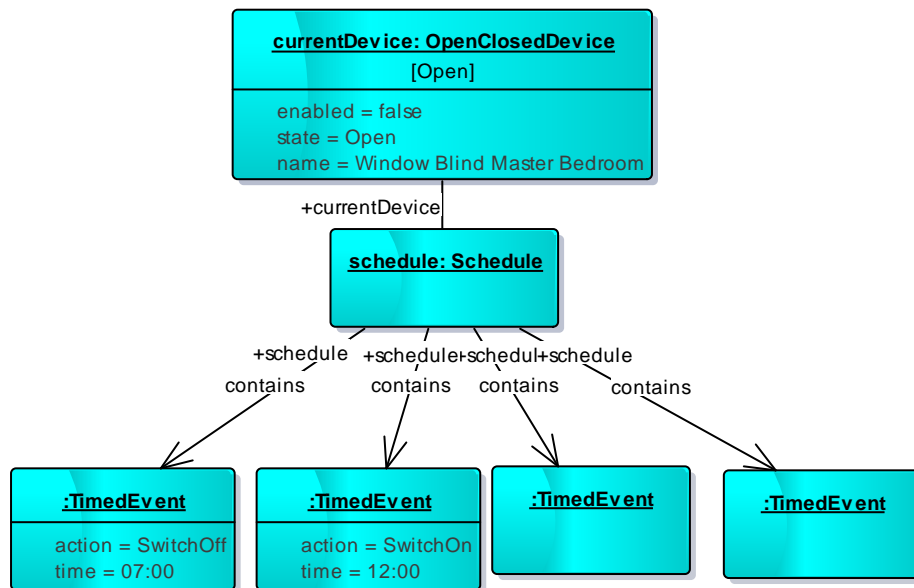 currentDevice: OpenClosedDevice
[Open]
enabled = false
state = Open
name = Window Blind Master Bedroom
+currentDevice
schedule: Schedule
+schedule +schedule +schedul +schedule
contains contains contains contains
:TimedEvent
action = SwitchOff
time = 07:00
:TimedEvent
action = SwitchOn
time = 12:00
:TimedEvent
:TimedEvent